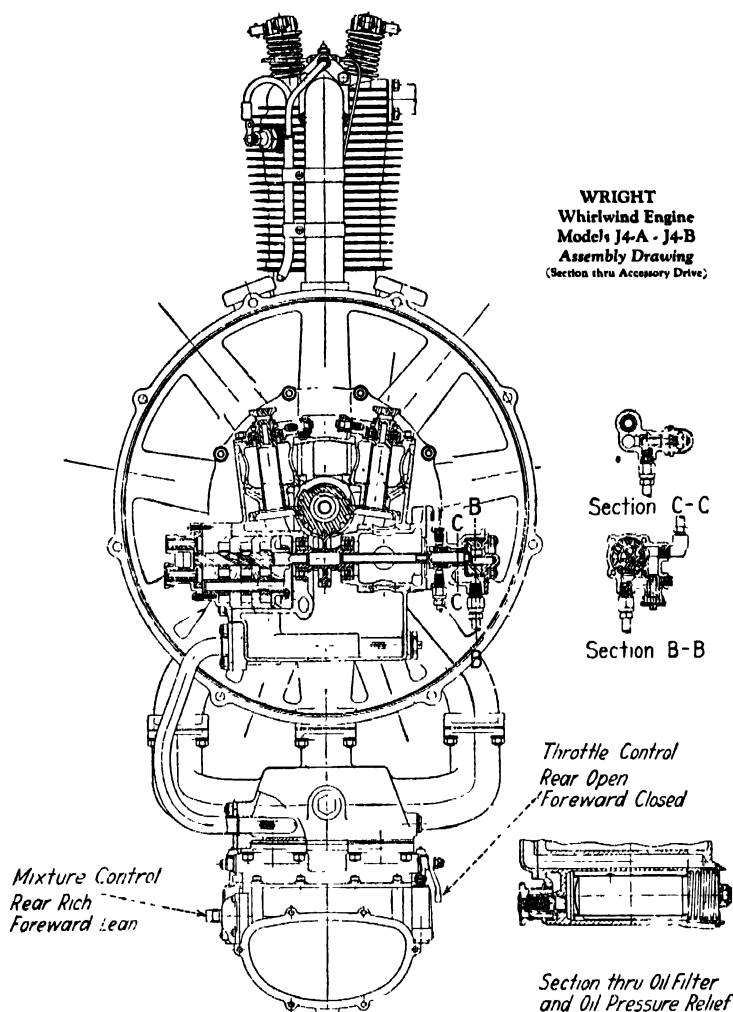 WRIGHT
Whirlwind Engine
Models J4-A - J4-B
Assembly Drawing
(Section thru Accessory Drive)
Section C-C
B
C
C
B
Section B-B
Throttle Control
Rear Open
Foreward Closed
Mixture Control
Rear Rich
Foreward Lean
Section thru Oil Filter
and Oil Pressure Relief